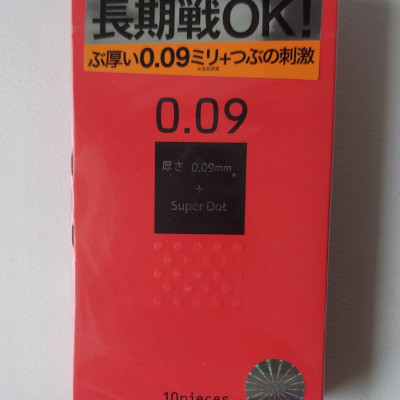 長期戦OK!
ぶ厚い0.09ミリ+つぶの刺激
0.09
厚さ 0.09mm
+
Super Dot
10pieces